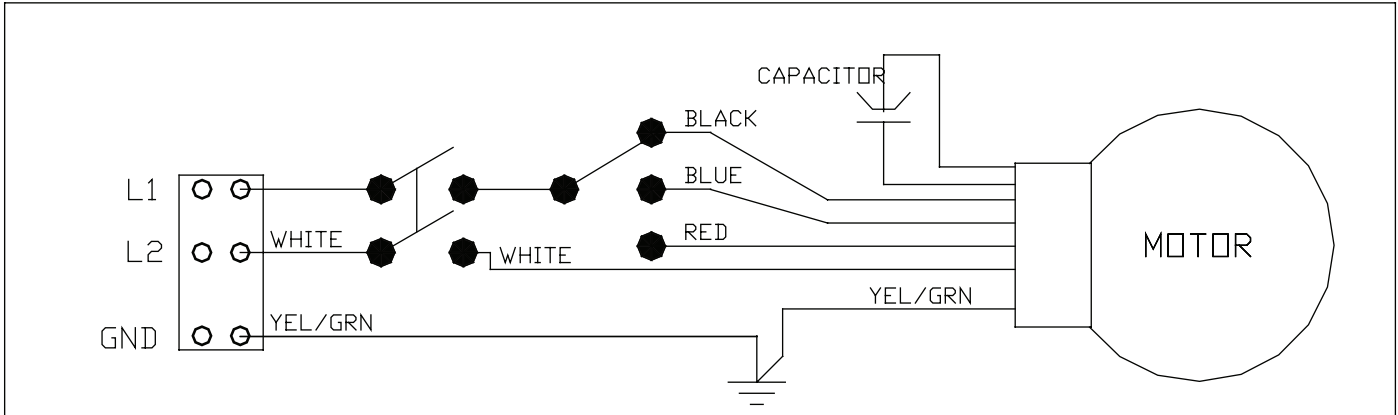 CAPACITOR
BLACK
L1
BLUE
WHITE
RED
L2
WHITE
MOTOR
YEL/GRN
GND
YEL/GRN